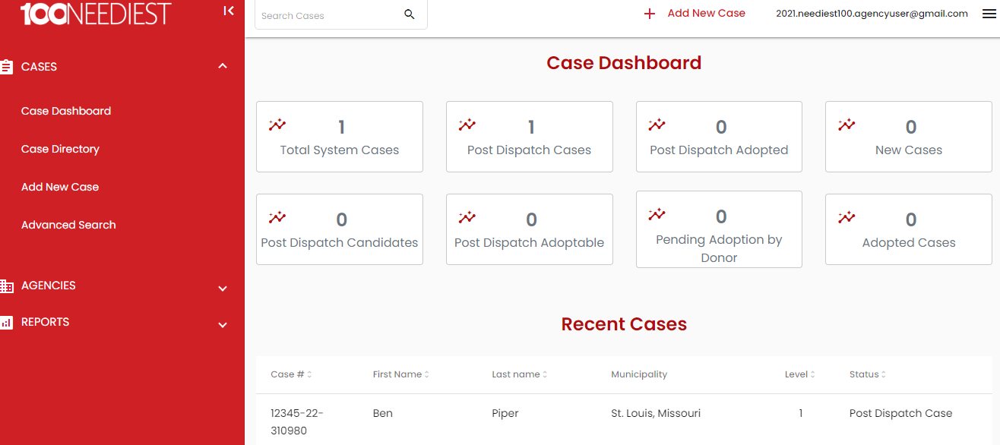 100NEEDIEST
Search Cases
Add New Case
2021.neediest100.agencyuser@gmail.com
CASES
Case Dashboard
Case Directory
Add New Case
Advanced Search
AGENCIES
REPORTS
Case Dashboard
1
Total System Cases
1
Post Dispatch Cases
0
Post Dispatch Adopted
0
New Cases
0
Post Dispatch Candidates
0
Post Dispatch Adoptable
0
Pending Adoption by
Donor
0
Adopted Cases
Recent Cases
Case # First Name Last name Municipality Level Status
12345-22- Ben Piper St. Louis, Missouri 1 Post Dispatch Case
310980